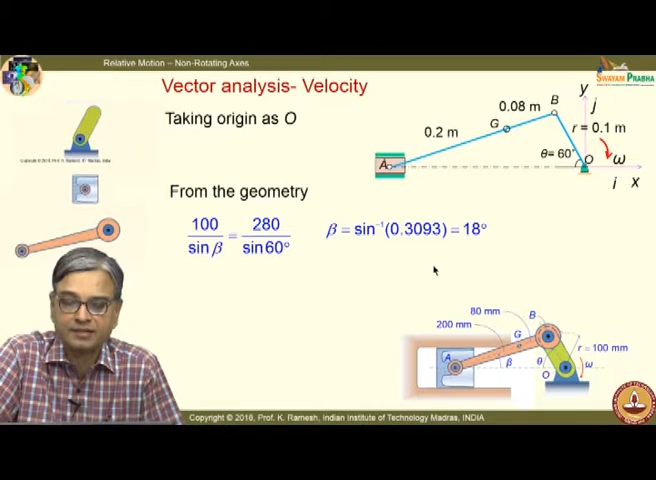 Relative Motion – Non-Rotating Axes
SWAYAM PRABHA
Vector analysis- Velocity
Taking origin as O
From the geometry
100 / sin β = 280 / sin 60°
β = sin⁻¹(0.3093) = 18°
y
j
B
0.08 m
G
r = 0.1 m
0.2 m
θ= 60°
O
ω
A
i
x
80 mm
B
200 mm
G
r = 100 mm
A
β
θ
ω
O
Copyright © 2018, Prof. K. Ramesh, Indian Institute of Technology Madras, INDIA